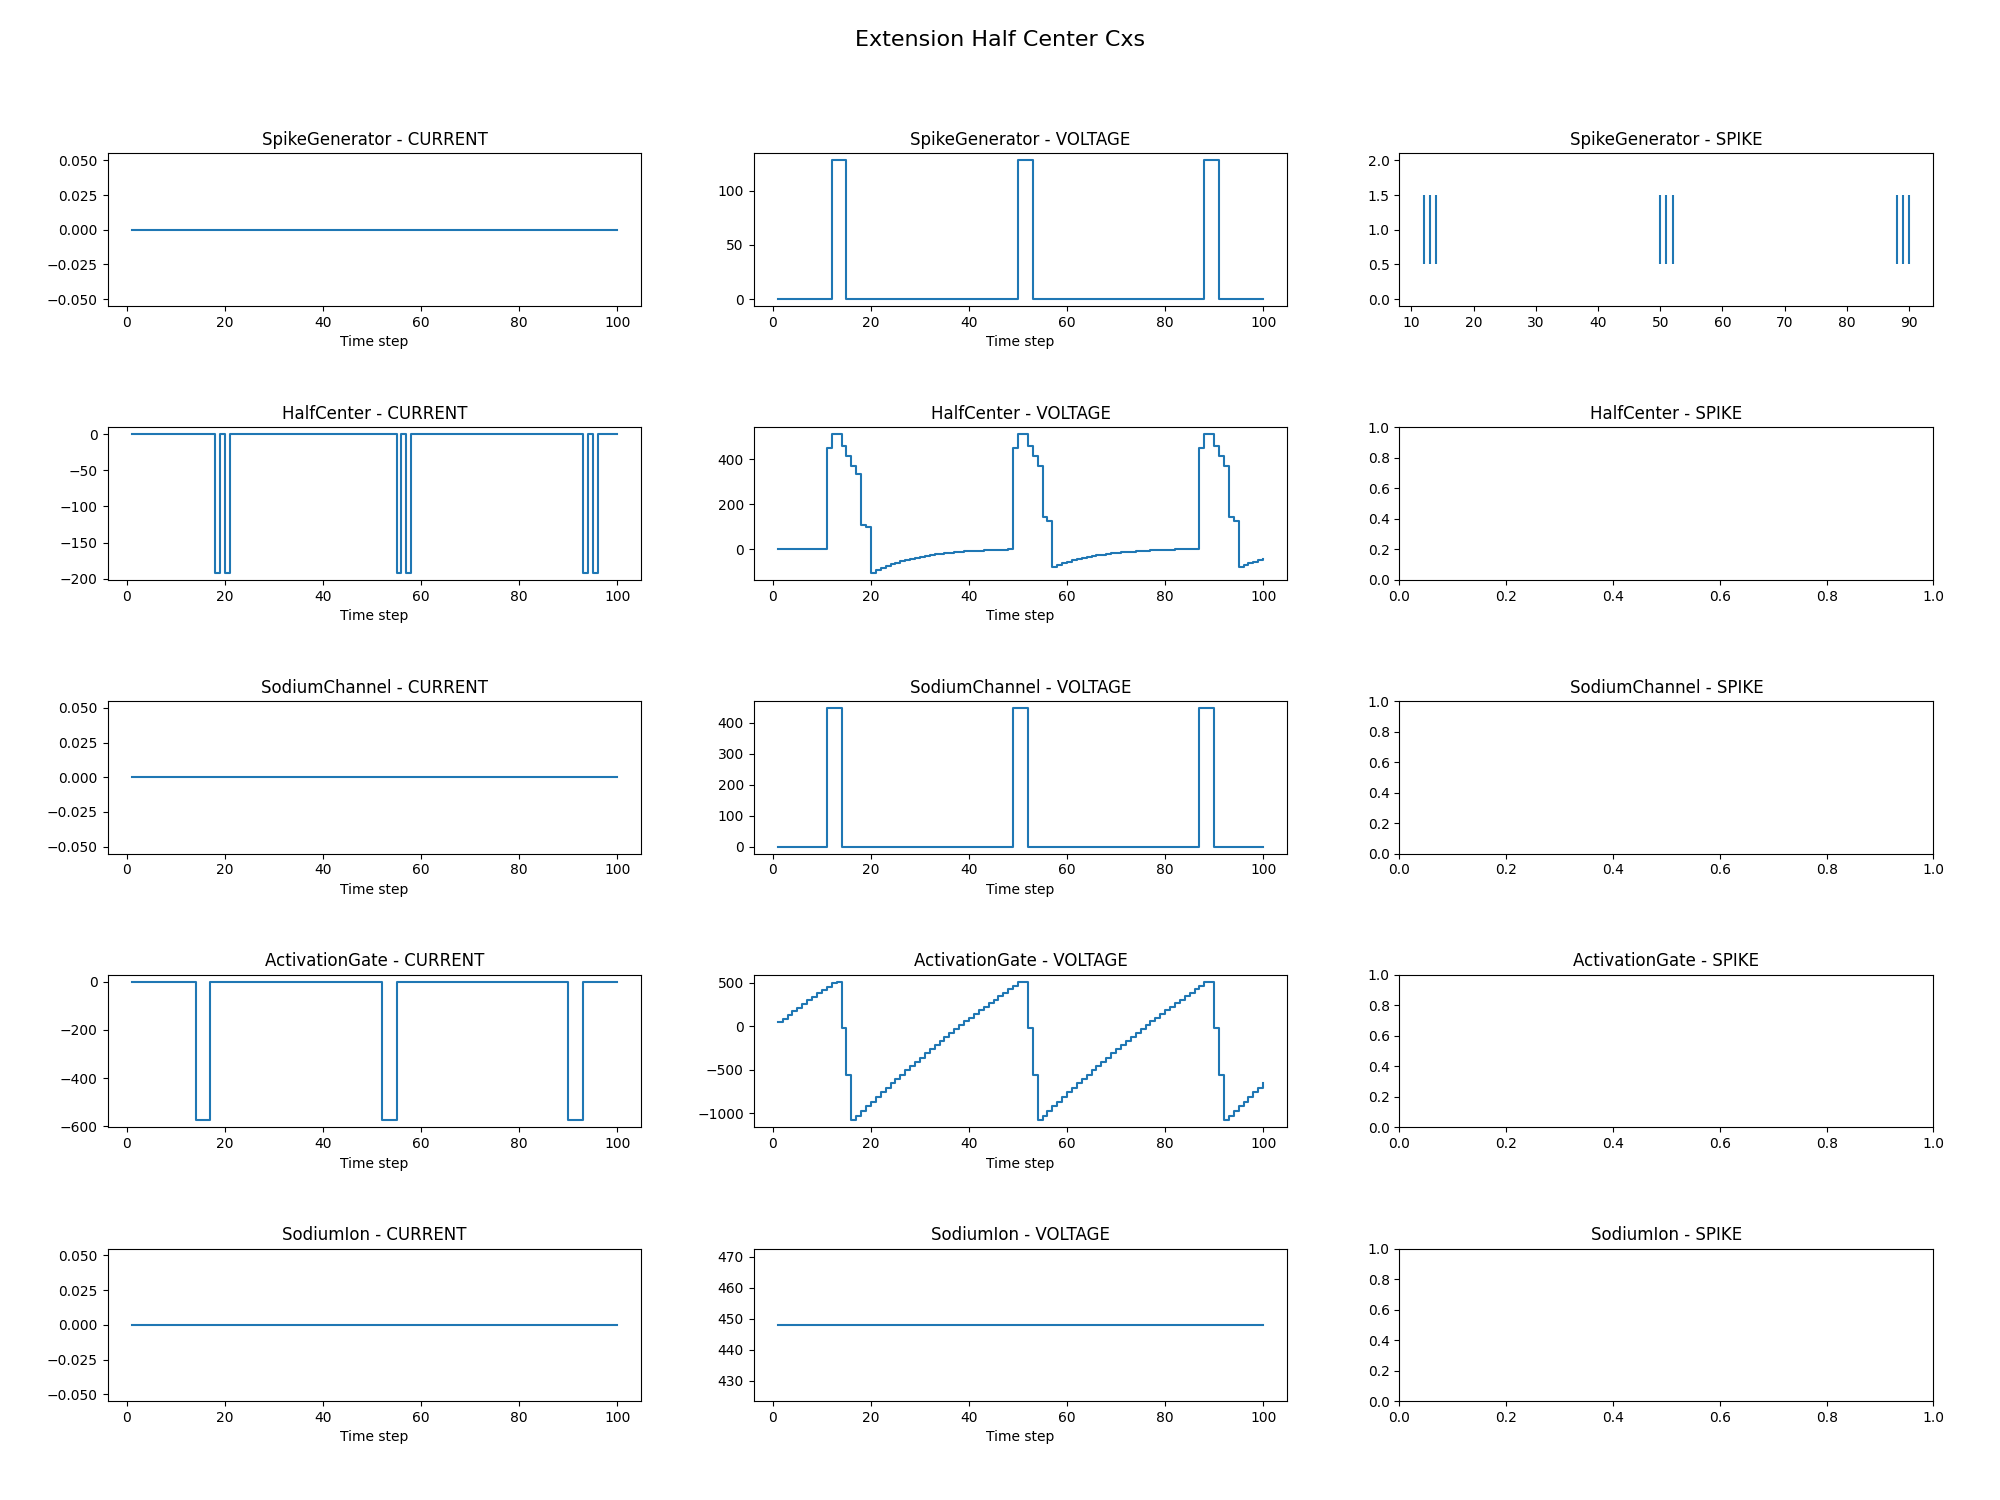 Extension Half Center Cxs
SpikeGenerator - CURRENT
0.050
0.025
0.000
−0.025
−0.050
0 20 40 60 80 100
Time step
SpikeGenerator - VOLTAGE
100
50
0
0 20 40 60 80 100
Time step
SpikeGenerator - SPIKE
2.0
1.5
1.0
0.5
0.0
10 20 30 40 50 60 70 80 90
HalfCenter - CURRENT
0
−50
−100
−150
−200
0 20 40 60 80 100
Time step
HalfCenter - VOLTAGE
400
200
0
0 20 40 60 80 100
Time step
HalfCenter - SPIKE
1.0
0.8
0.6
0.4
0.2
0.0
0.0 0.2 0.4 0.6 0.8 1.0
SodiumChannel - CURRENT
0.050
0.025
0.000
−0.025
−0.050
0 20 40 60 80 100
Time step
SodiumChannel - VOLTAGE
400
300
200
100
0
0 20 40 60 80 100
Time step
SodiumChannel - SPIKE
1.0
0.8
0.6
0.4
0.2
0.0
0.0 0.2 0.4 0.6 0.8 1.0
ActivationGate - CURRENT
0
−200
−400
−600
0 20 40 60 80 100
Time step
ActivationGate - VOLTAGE
500
0
−500
−1000
0 20 40 60 80 100
Time step
ActivationGate - SPIKE
1.0
0.8
0.6
0.4
0.2
0.0
0.0 0.2 0.4 0.6 0.8 1.0
SodiumIon - CURRENT
0.050
0.025
0.000
−0.025
−0.050
0 20 40 60 80 100
Time step
SodiumIon - VOLTAGE
470
460
450
440
430
0 20 40 60 80 100
Time step
SodiumIon - SPIKE
1.0
0.8
0.6
0.4
0.2
0.0
0.0 0.2 0.4 0.6 0.8 1.0